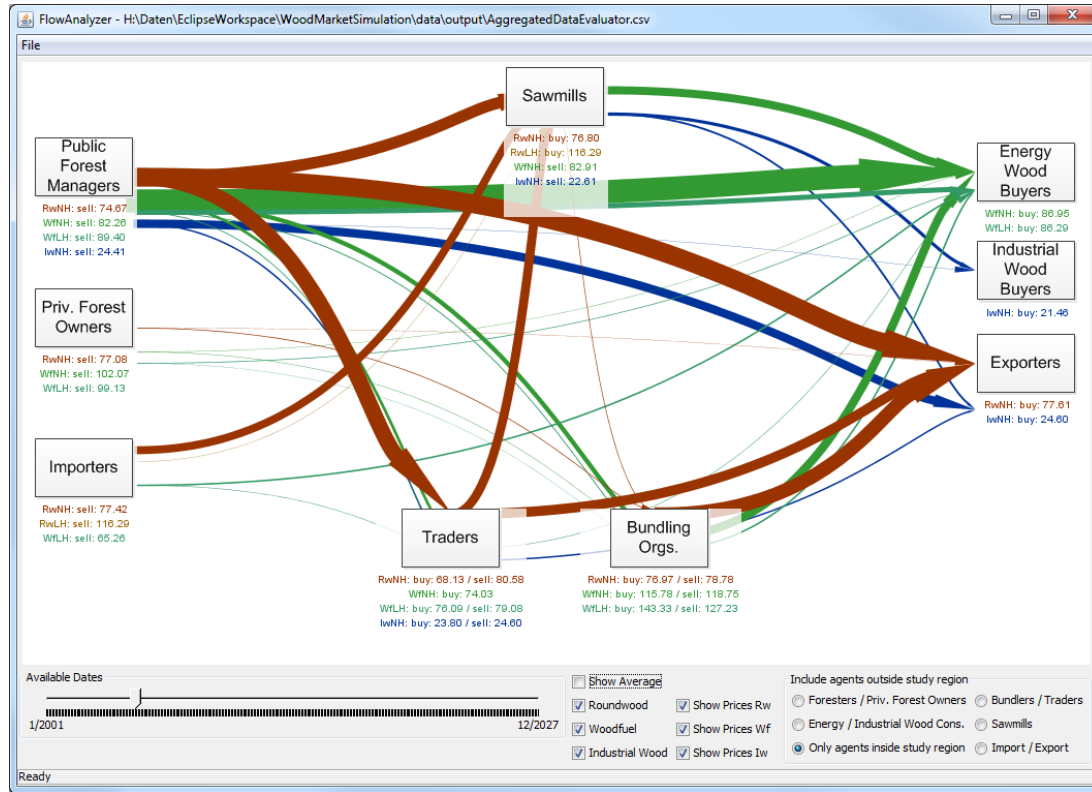 FlowAnalyzer - H:\Daten\EclipseWorkspace\WoodMarketSimulation\data\output\AggregatedDataEvaluator.csv
File
Sawmills
RwNH: buy: 76.80
RwLH: buy: 116.29
WfNH: sell: 82.91
IwNH: sell: 22.61
Public
Forest
Managers
RwNH: sell: 74.67
WfNH: sell: 82.26
WfLH: sell: 89.40
IwNH: sell: 24.41
Energy
Wood
Buyers
WfNH: buy: 86.95
WfLH: buy: 86.29
Industrial
Wood
Buyers
IwNH: buy: 21.46
Priv. Forest
Owners
RwNH: sell: 77.08
WfNH: sell: 102.07
WfLH: sell: 99.13
Exporters
RwNH: buy: 77.61
IwNH: buy: 24.60
Importers
RwNH: sell: 77.42
RwLH: sell: 116.29
WfLH: sell: 65.26
Traders
RwNH: buy: 68.13 / sell: 80.58
WfNH: buy: 74.03
WfLH: buy: 76.09 / sell: 79.08
IwNH: buy: 23.80 / sell: 24.60
Bundling
Orgs.
RwNH: buy: 76.97 / sell: 78.78
WfNH: buy: 115.78 / sell: 118.75
WfLH: buy: 143.33 / sell: 127.23
Available Dates
1/2001 12/2027
Show Average
Roundwood Show Prices Rw
Woodfuel Show Prices Wf
Industrial Wood Show Prices Iw
Include agents outside study region
Foresters / Priv. Forest Owners Bundlers / Traders
Energy / Industrial Wood Cons. Sawmills
Only agents inside study region Import / Export
Ready